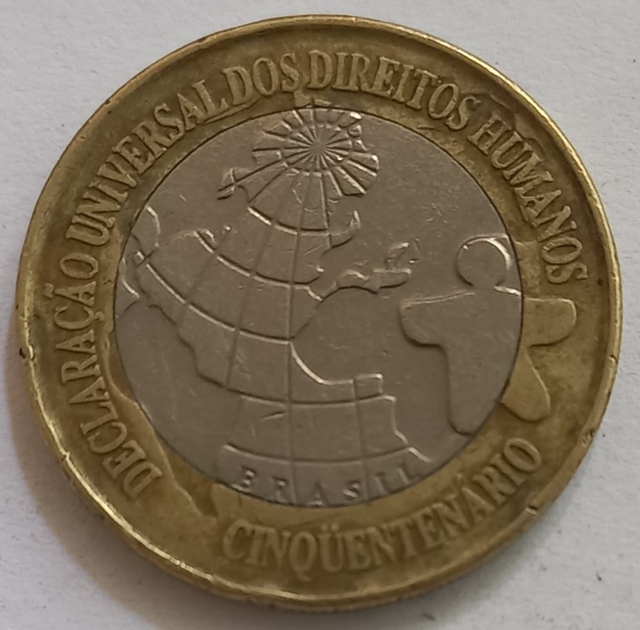 DECLARAÇÃO UNIVERSAL DOS DIREITOS HUMANOS
BRASIL
CINQÜENTENÁRIO